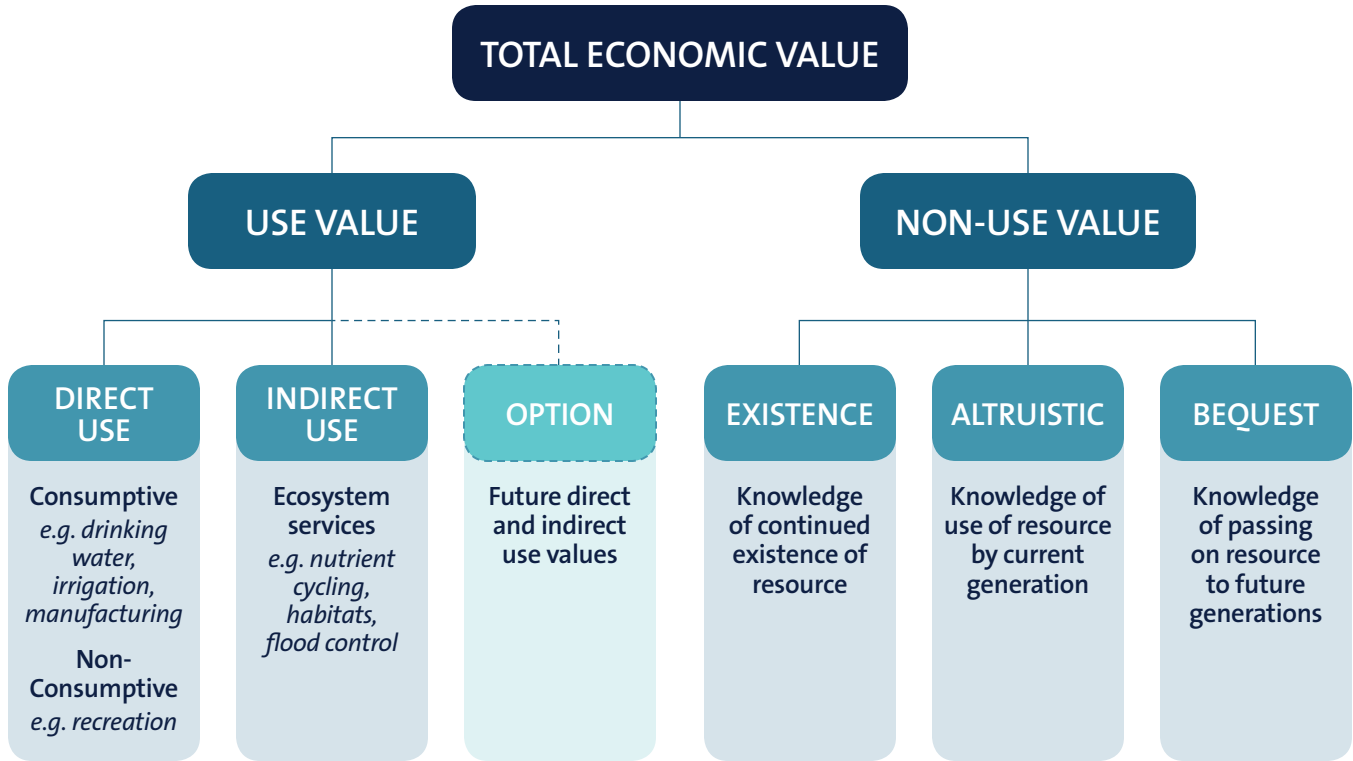 TOTAL ECONOMIC VALUE
USE VALUE
NON-USE VALUE
DIRECT
USE
INDIRECT
USE
OPTION
EXISTENCE
ALTRUISTIC
BEQUEST
Consumptive
e.g. drinking
water,
irrigation,
manufacturing
Non-
Consumptive
e.g. recreation
Ecosystem
services
e.g. nutrient
cycling,
habitats,
flood control
Future direct
and indirect
use values
Knowledge
of continued
existence of
resource
Knowledge of
use of resource
by current
generation
Knowledge
of passing
on resource
to future
generations